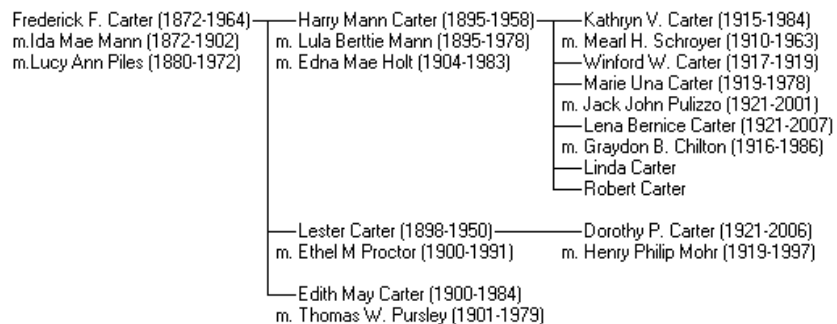 Frederick F. Carter (1872-1964)
m.Ida Mae Mann (1872-1902)
m.Lucy Ann Piles (1880-1972)
Harry Mann Carter (1895-1958)
m. Lula Berttie Mann (1895-1978)
m. Edna Mae Holt (1904-1983)
Kathryn V. Carter (1915-1984)
m. Mearl H. Schroyer (1910-1963)
Winford W. Carter (1917-1919)
Marie Una Carter (1919-1978)
m. Jack John Pulizzo (1921-2001)
Lena Bernice Carter (1921-2007)
m. Graydon B. Chilton (1916-1986)
Linda Carter
Robert Carter
Lester Carter (1898-1950)
m. Ethel M Proctor (1900-1991)
Dorothy P. Carter (1921-2006)
m. Henry Philip Mohr (1919-1997)
Edith May Carter (1900-1984)
m. Thomas W. Pursley (1901-1979)